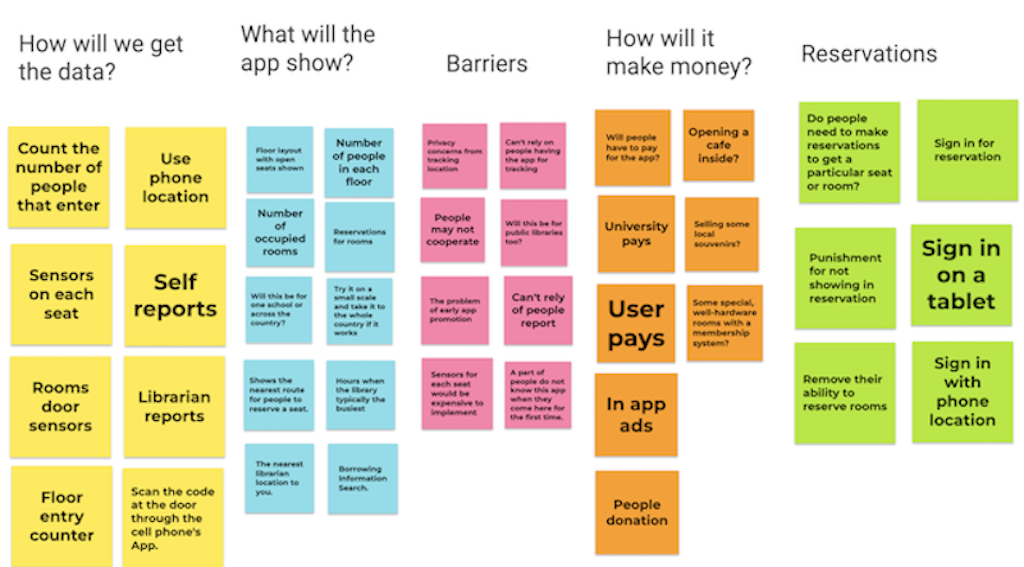 How will we get
the data?
Count the
number of
people
that enter
Use
phone
location
Sensors
on each
seat
Self
reports
Rooms
door
sensors
Librarian
reports
Floor
entry
counter
Scan the code
at the door
through the
cell phone's
App.
What will the
app show?
Floor layout
with open
seats shown
Number
of people
in each
floor
Number
of
occupied
rooms
Reservations
for rooms
Will this be for
one school or
across the
country?
Try it on a
small scale and
take it to the
whole
country if it
works
Shows the
nearest route
for people to
reserve a seat.
Hours when
the library
typically the
busiest
The nearest
librarian
location to
you.
Borrowing
Information
Search.
Barriers
Privacy
concerns from
tracking
location
Can't rely on
people having
the app for
tracking
People
may not
cooperate
Will this be for
public libraries
too?
The problem
of early app
promotion
Can't rely
of people
report
Sensors for
each seat
would be
expensive to
implement
A part of
people do not
know this app
when they
come here for
the first time.
How will it
make money?
Will people
have to pay
for the app?
Opening a
cafe
inside?
University
pays
Selling some
local
souvenirs?
User
pays
Some special,
well-hardware
rooms with a
membership
system?
In app
ads
People
donation
Reservations
Do people
need to make
reservations
to get a
particular seat
or room?
Sign in for
reservation
Punishment
for not
showing in
reservation
Sign in
on a
tablet
Remove their
ability to
reserve rooms
Sign in
with
phone
location